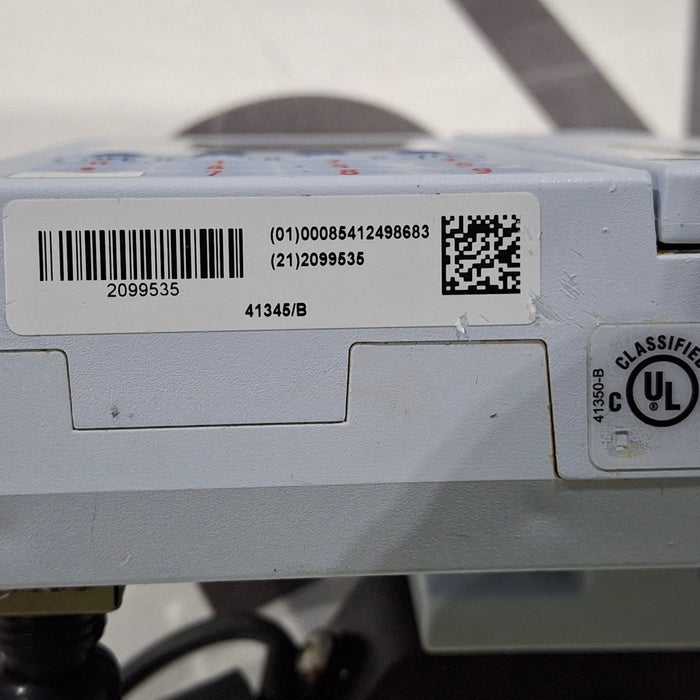 (01)00085412498683
(21)2099535
2099535
41345/B
CLASSIFIED
C UL
®
41350-B